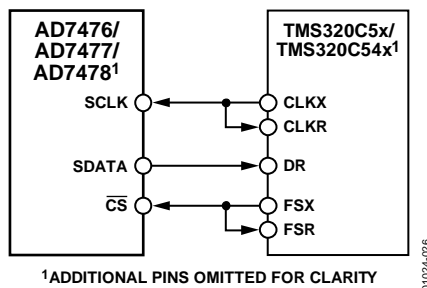 AD7476/
AD7477/
AD7478¹
TMS320C5x/
TMS320C54x¹
SCLK
CLKX
CLKR
SDATA
DR
C̅S̅
FSX
FSR
¹ADDITIONAL PINS OMITTED FOR CLARITY
01024-026